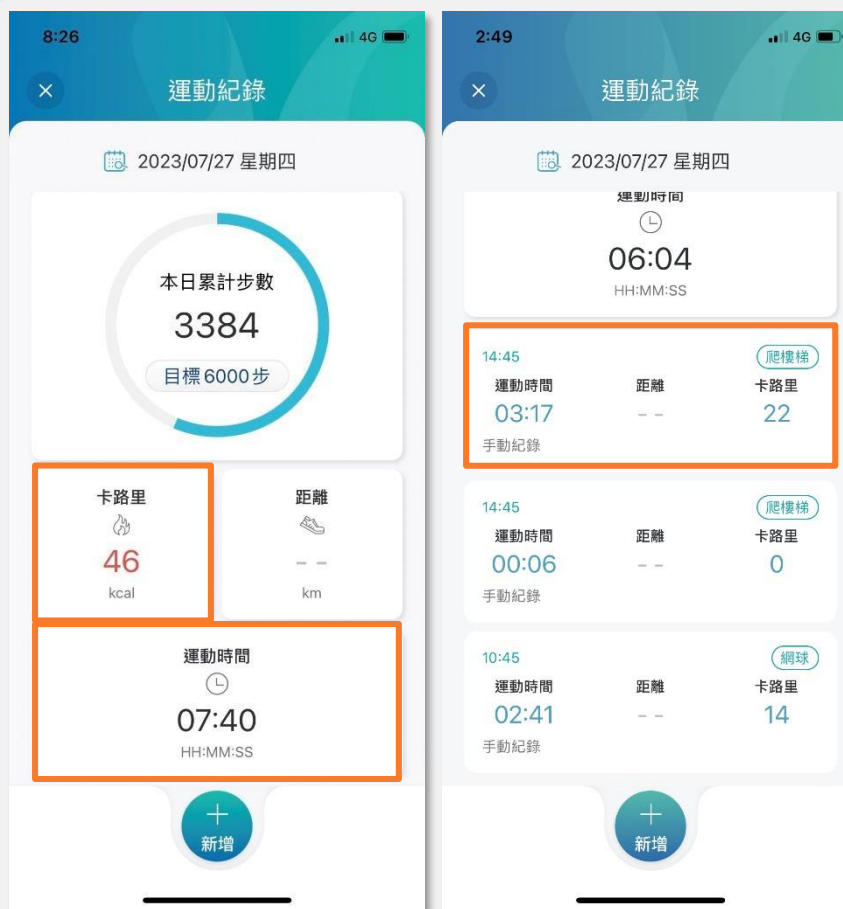 8:26
4G
運動紀錄
2023/07/27 星期四
本日累計步數
3384
目標6000步
卡路里
46
kcal
距離
- -
km
運動時間
07:40
HH:MM:SS
新增
2:49
4G
運動紀錄
2023/07/27 星期四
運動時間
06:04
HH:MM:SS
14:45 爬樓梯
運動時間 距離 卡路里
03:17 - - 22
手動紀錄
14:45 爬樓梯
運動時間 距離 卡路里
00:06 - - 0
手動紀錄
10:45 網球
運動時間 距離 卡路里
02:41 - - 14
手動紀錄
新增